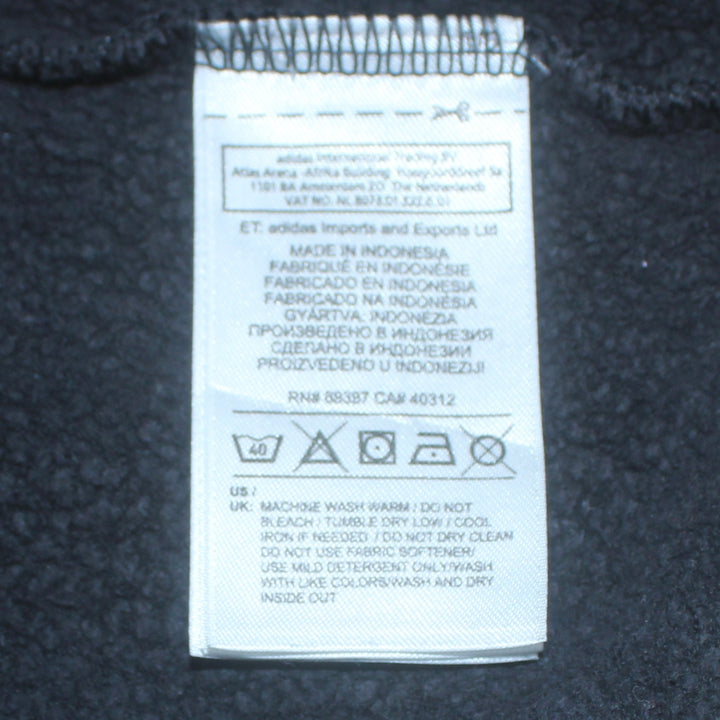 adidas International Trading BV
Atlas Arena -Afrika Building Hoogoorddreef 9a
1101 BA Amsterdam ZO The Netherlands
VAT NO. NL 8073.01.322.B.01
ET: adidas Imports and Exports Ltd
MADE IN INDONESIA
FABRIQUÉ EN INDONÉSIE
FABRICADO EN INDONESIA
FABRICADO NA INDONÉSIA
GYÁRTVA: INDONÉZIA
ПРОИЗВЕДЕНО В ИНДОНЕЗИЯ
СДЕЛАНО В ИНДОНЕЗИИ
PROIZVEDENO U INDONEZIJI
RN# 88387 CA# 40312
40
US /
UK: MACHINE WASH WARM / DO NOT
BLEACH / TUMBLE DRY LOW / COOL
IRON IF NEEDED / DO NOT DRY CLEAN
DO NOT USE FABRIC SOFTENER/
USE MILD DETERGENT ONLY/WASH
WITH LIKE COLORS/WASH AND DRY
INSIDE OUT